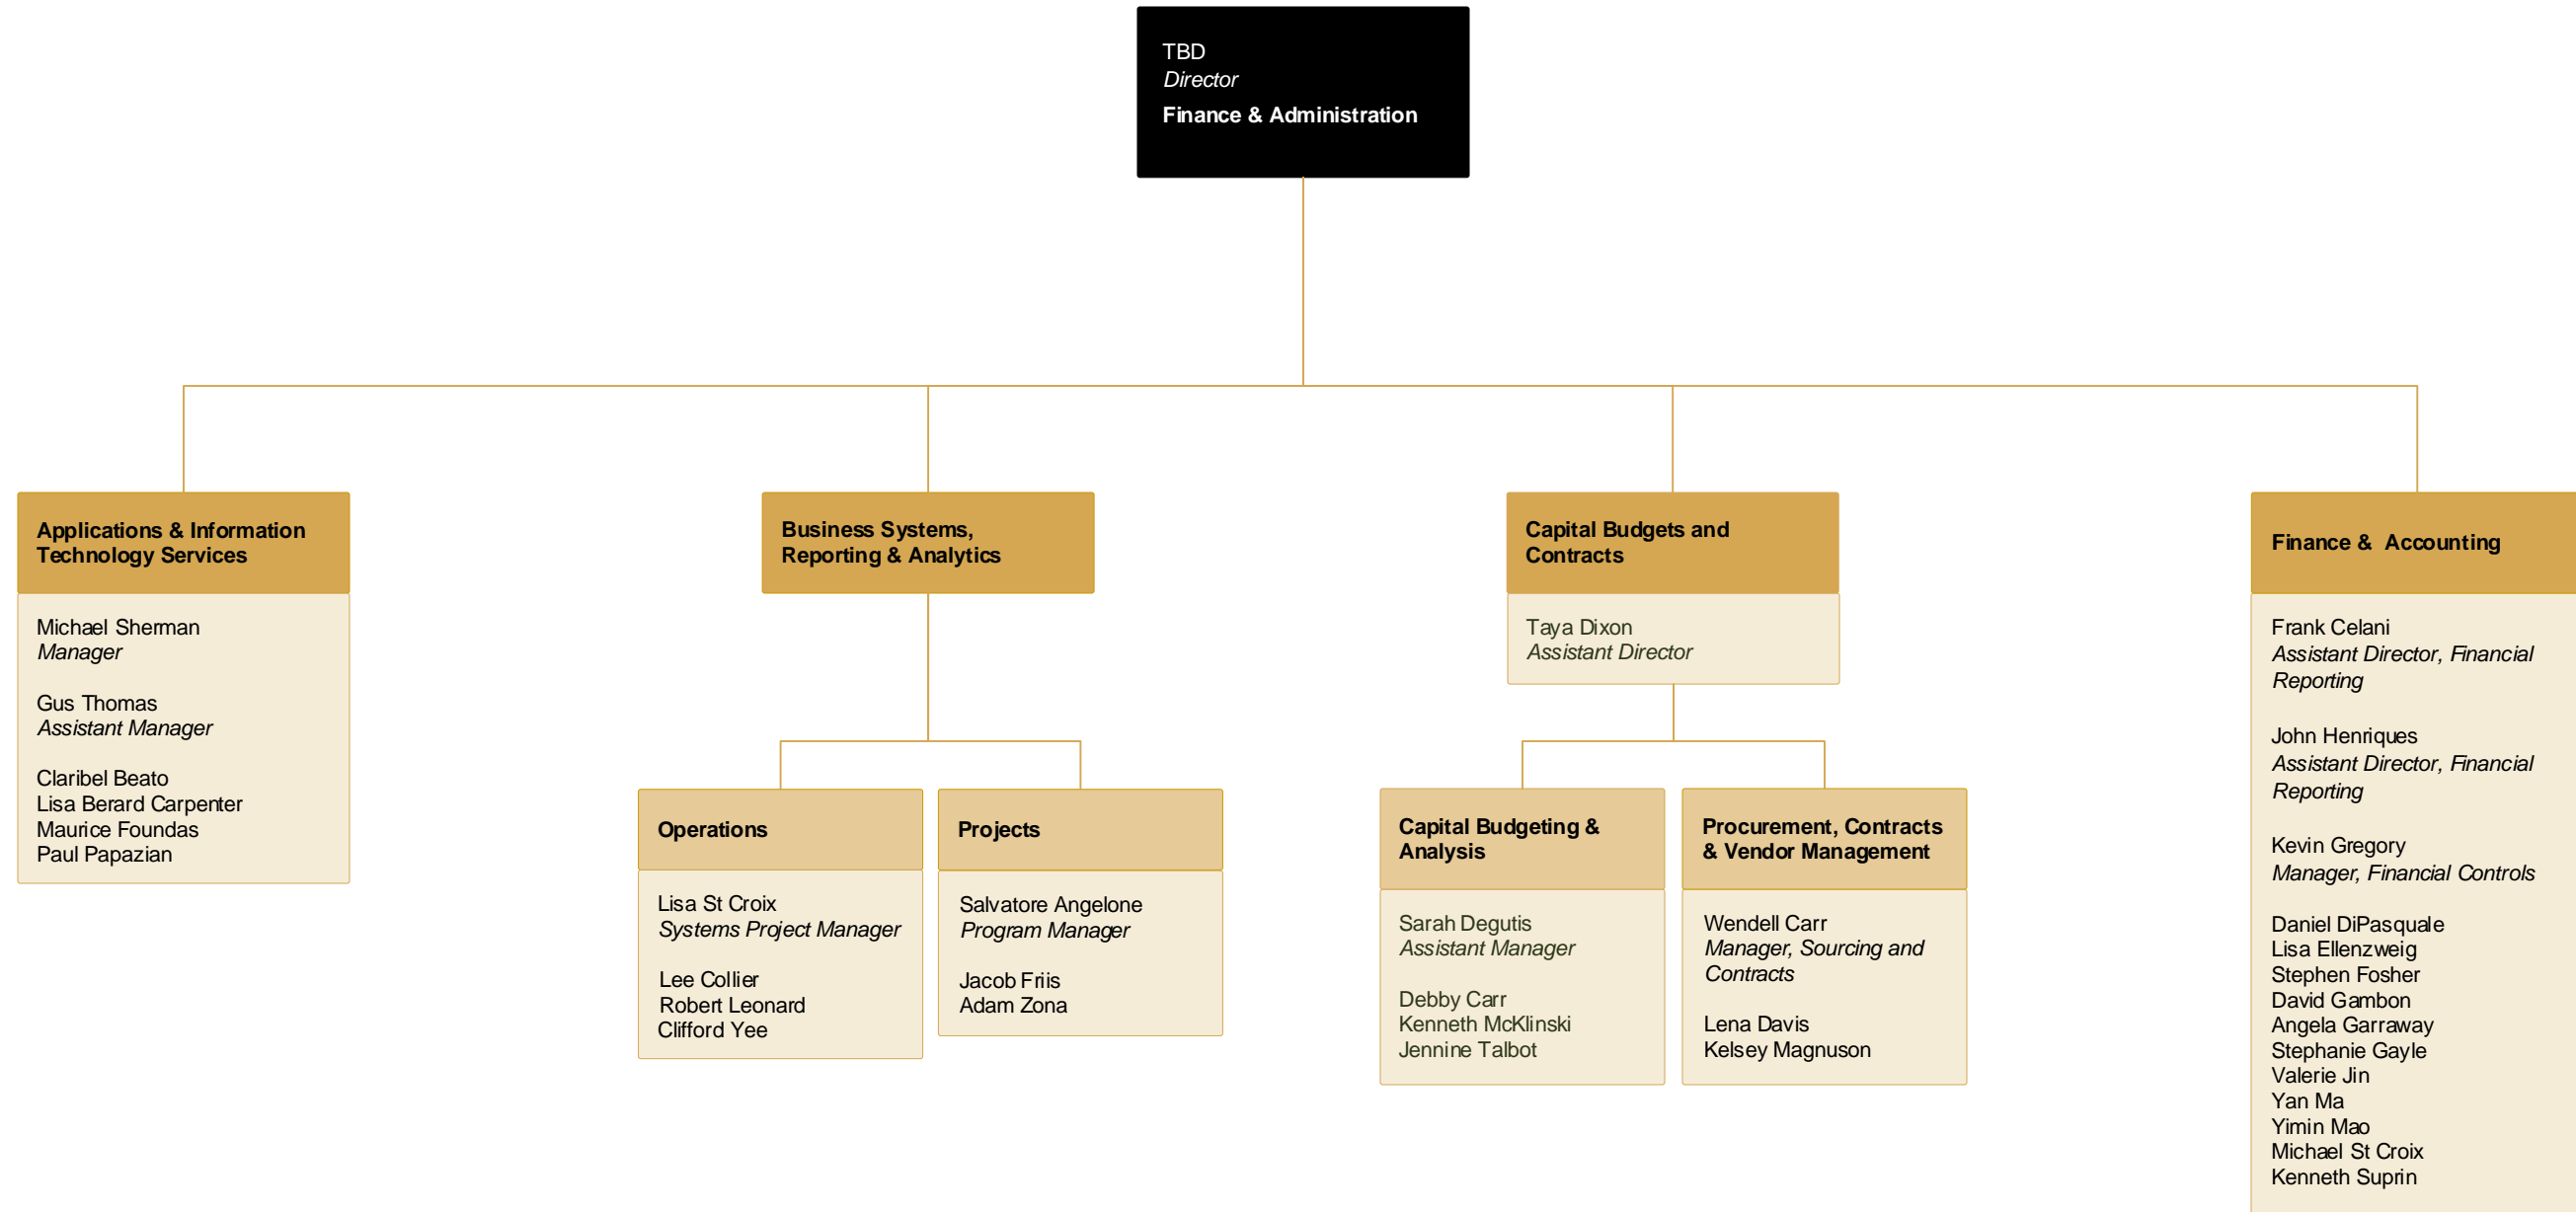 TBD
Director
Finance & Administration
Applications & Information
Technology Services
Michael Sherman
Manager
Gus Thomas
Assistant Manager
Claribel Beato
Lisa Berard Carpenter
Maurice Foundas
Paul Papazian
Business Systems,
Reporting & Analytics
Operations
Lisa St Croix
Systems Project Manager
Lee Collier
Robert Leonard
Clifford Yee
Projects
Salvatore Angelone
Program Manager
Jacob Friis
Adam Zona
Capital Budgets and
Contracts
Taya Dixon
Assistant Director
Capital Budgeting &
Analysis
Sarah Degutis
Assistant Manager
Debby Carr
Kenneth McKlinski
Jennine Talbot
Procurement, Contracts
& Vendor Management
Wendell Carr
Manager, Sourcing and
Contracts
Lena Davis
Kelsey Magnuson
Finance & Accounting
Frank Celani
Assistant Director, Financial
Reporting
John Henriques
Assistant Director, Financial
Reporting
Kevin Gregory
Manager, Financial Controls
Daniel DiPasquale
Lisa Ellenzweig
Stephen Fosher
David Gambon
Angela Garraway
Stephanie Gayle
Valerie Jin
Yan Ma
Yimin Mao
Michael St Croix
Kenneth Suprin